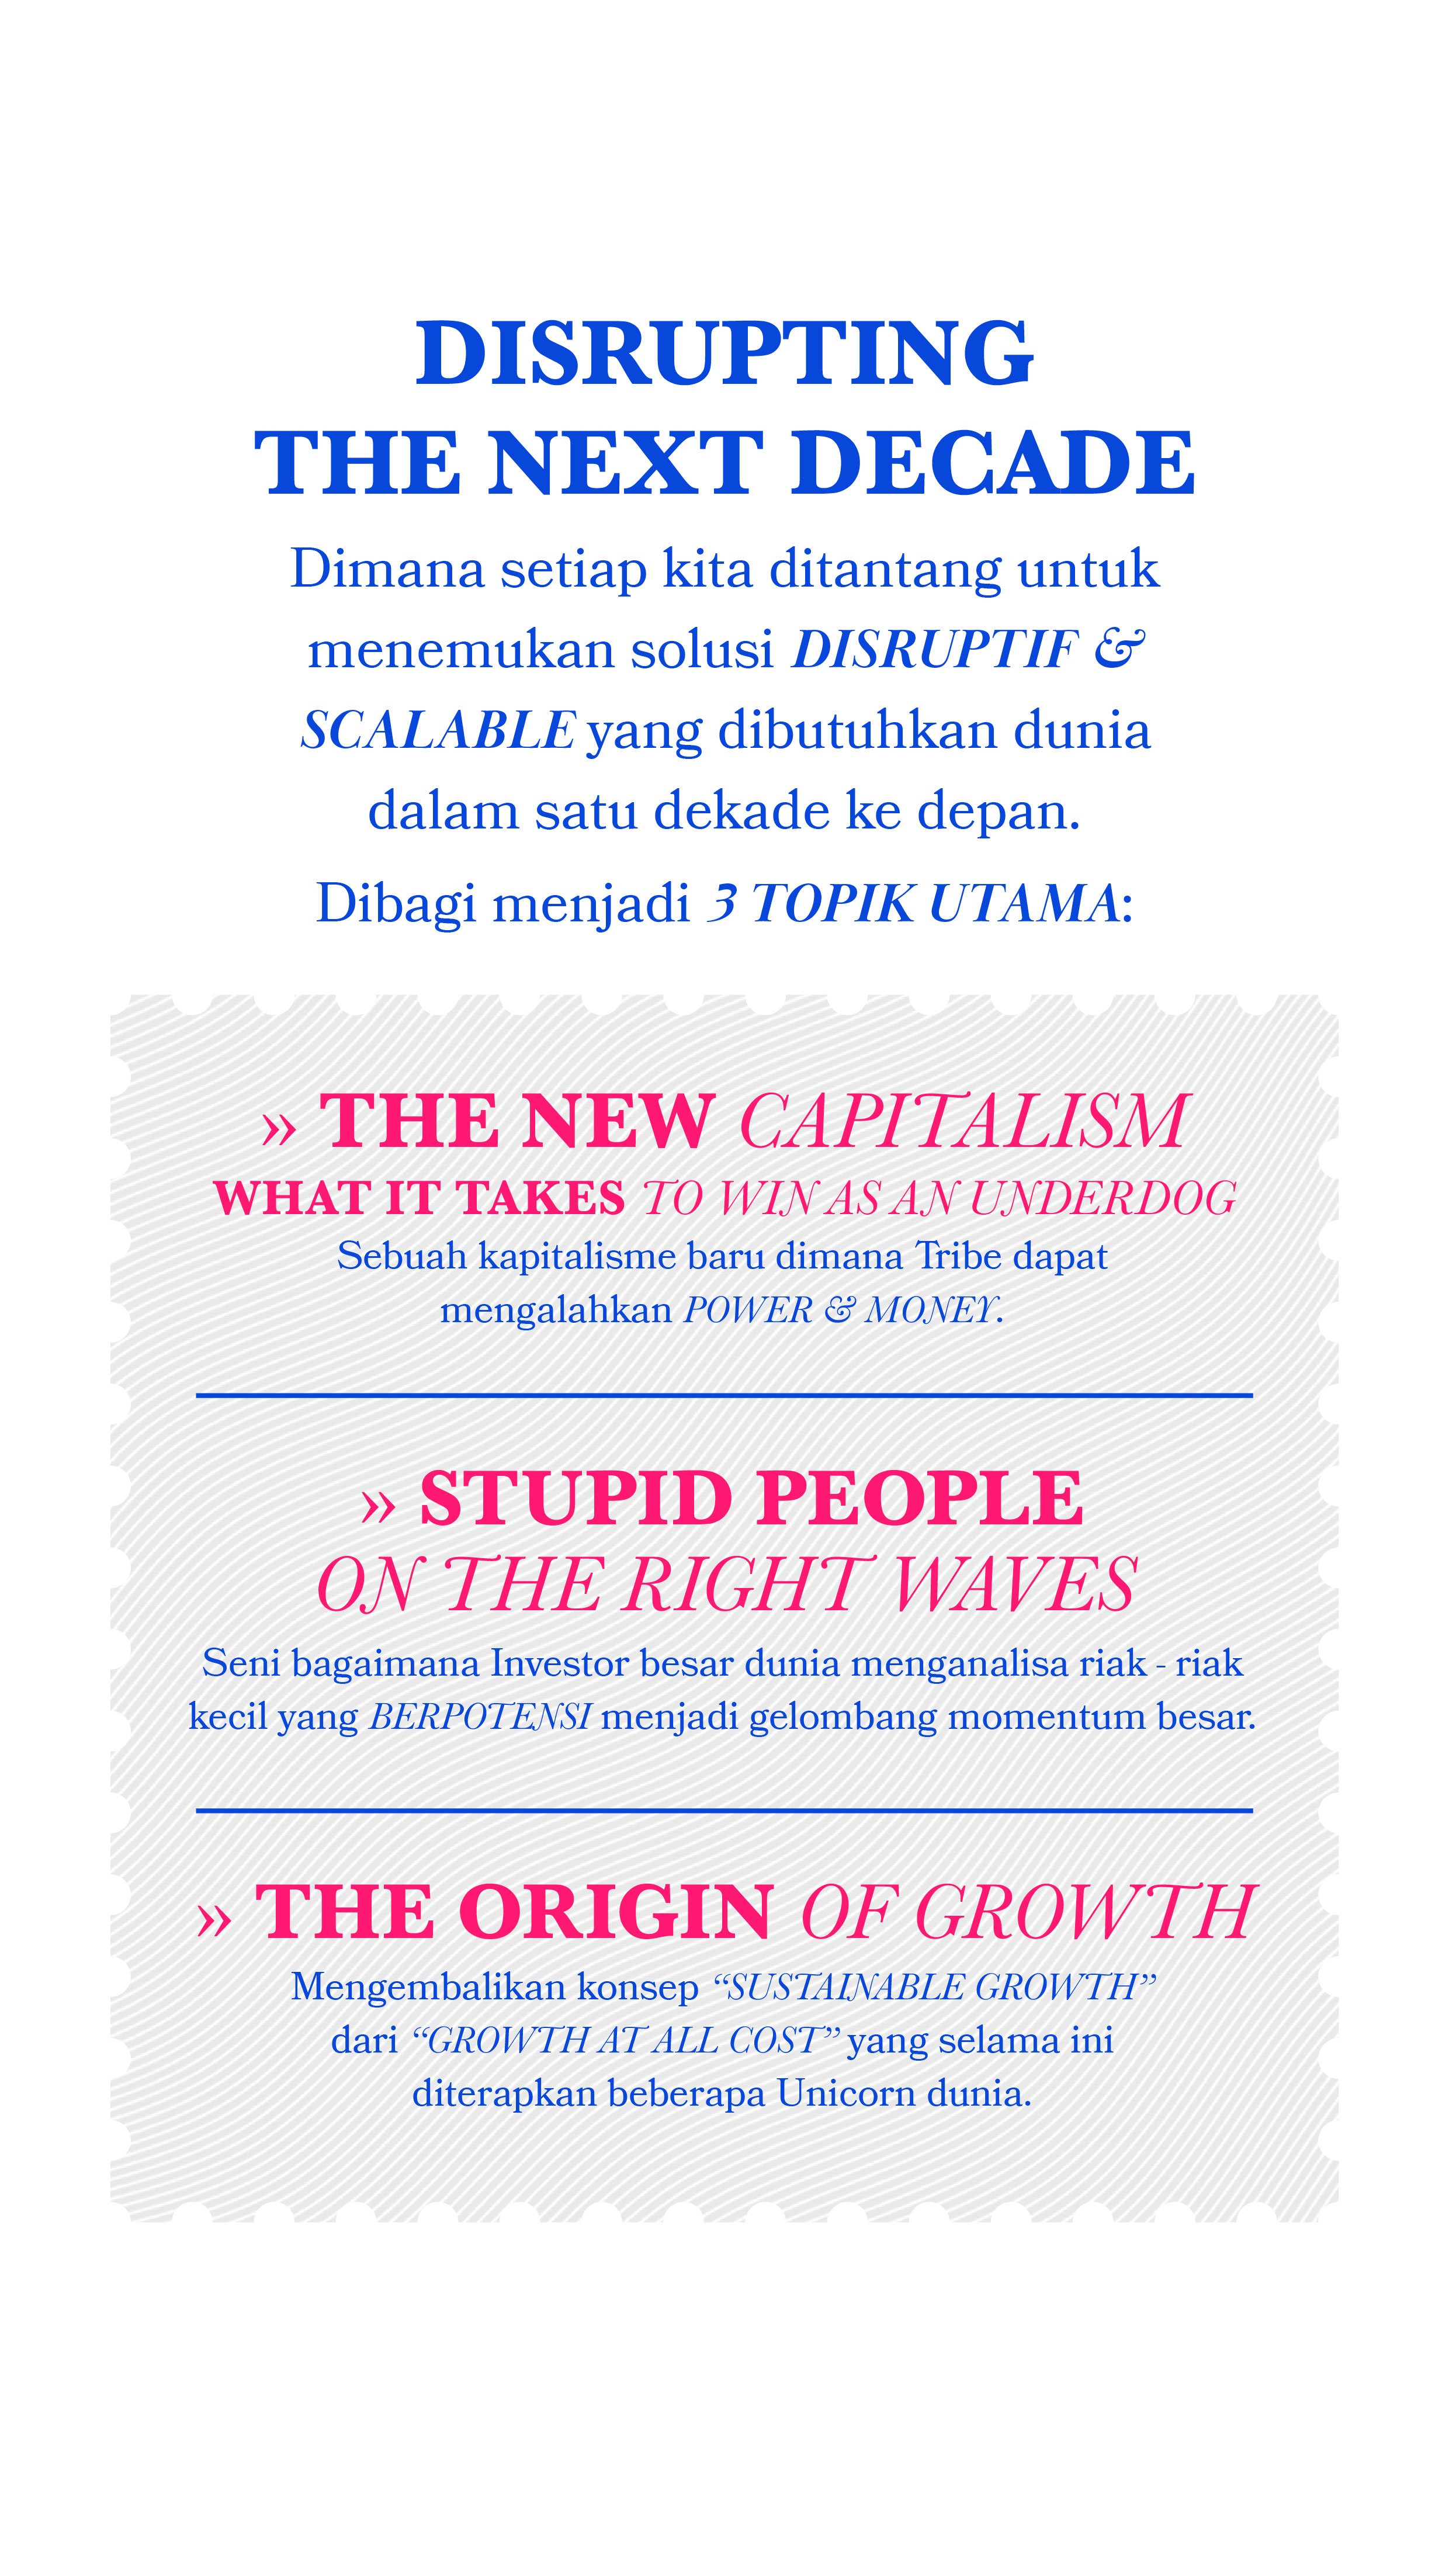 DISRUPTING
THE NEXT DECADE
Dimana setiap kita ditantang untuk
menemukan solusi DISRUPTIF &
SCALABLE yang dibutuhkan dunia
dalam satu dekade ke depan.
Dibagi menjadi 3 TOPIK UTAMA:
» THE NEW CAPITALISM
WHAT IT TAKES TO WIN AS AN UNDERDOG
Sebuah kapitalisme baru dimana Tribe dapat
mengalahkan POWER & MONEY.
» STUPID PEOPLE
ON THE RIGHT WAVES
Seni bagaimana Investor besar dunia menganalisa riak - riak
kecil yang BERPOTENSI menjadi gelombang momentum besar.
» THE ORIGIN OF GROWTH
Mengembalikan konsep “SUSTAINABLE GROWTH”
dari “GROWTH AT ALL COST” yang selama ini
diterapkan beberapa Unicorn dunia.